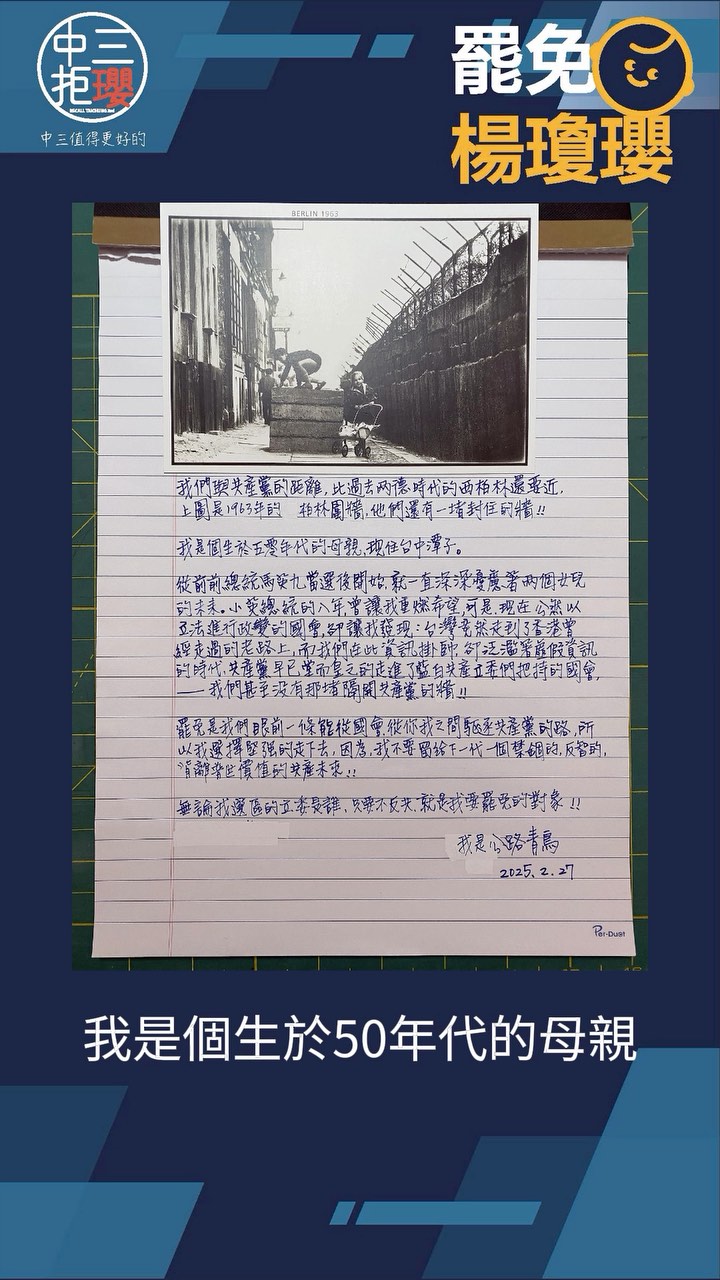 中三
拒瓔
中三值得更好的
罷免
楊瓊瓔
BERLIN 1963
我們與共產黨的距離,比過去兩德時代的西柏林還要近,
上圖是1963年的 柏林圍牆,他們還有一堵封住的牆!!
我是個生於五零年代的母親,現住台中潭子。
從前前總統馬英九當選後開始,就一直深深憂慮著兩個女兒
的未來。小英總統的八年曾讓我重燃希望,可是現在公然以
立法進行政變的國會,卻讓我發現:台灣竟然走到了香港曾
經走過的老路上,而我們在此資訊掛帥,卻泛濫著虛假資訊
的時代,共產黨早已堂而皇之的走進了藍白共產立委們把持的國會,
——我們甚至沒有那堵隔開共產黨的牆!!
罷免是我們眼前一條能從國會,從你我之間驅逐共產黨的路,所
以我選擇堅強的走下去,因為,我不要留給下一代一個禁錮的,反智的,
背離普世價值的共產未來!!
無論我選區的立委是誰,只要不反共,就是我要罷免的對象!!
我是公路青鳥
2025.2.27
Per-Dust
我是個生於50年代的母親